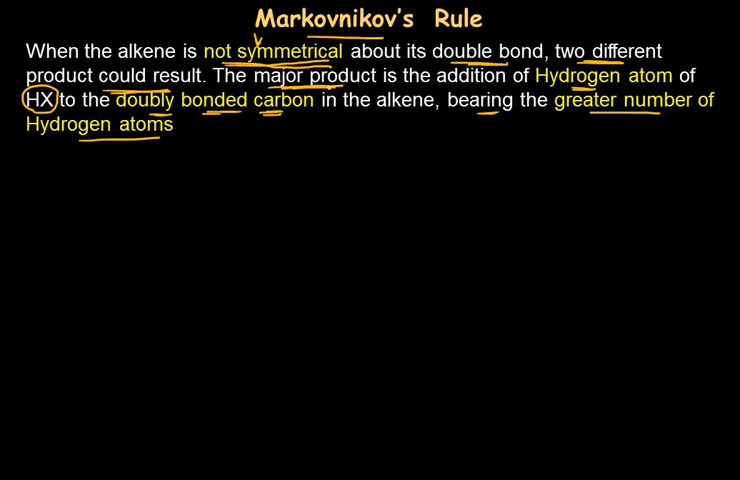 Markovnikov's Rule
When the alkene is not symmetrical about its double bond, two different
product could result. The major product is the addition of Hydrogen atom of
HX to the doubly bonded carbon in the alkene, bearing the greater number of
Hydrogen atoms